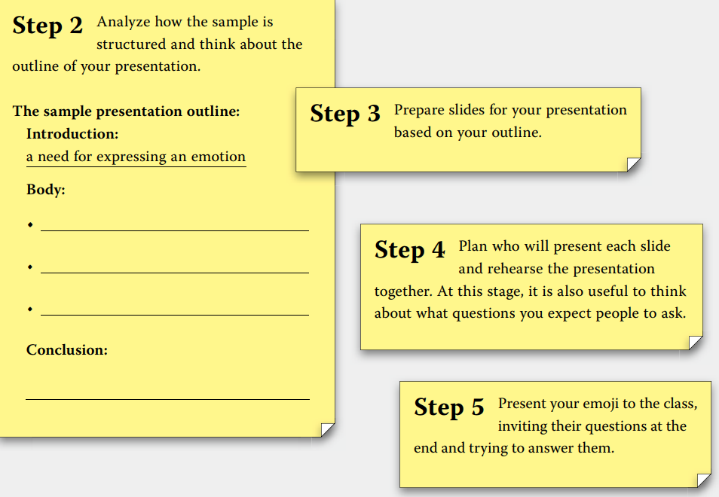 Step 2 Analyze how the sample is
structured and think about the
outline of your presentation.
The sample presentation outline:
Introduction:
a need for expressing an emotion
Body:
•
•
•
Conclusion:
Step 3 Prepare slides for your presentation
based on your outline.
Step 4 Plan who will present each slide
and rehearse the presentation
together. At this stage, it is also useful to think
about what questions you expect people to ask.
Step 5 Present your emoji to the class,
inviting their questions at the
end and trying to answer them.